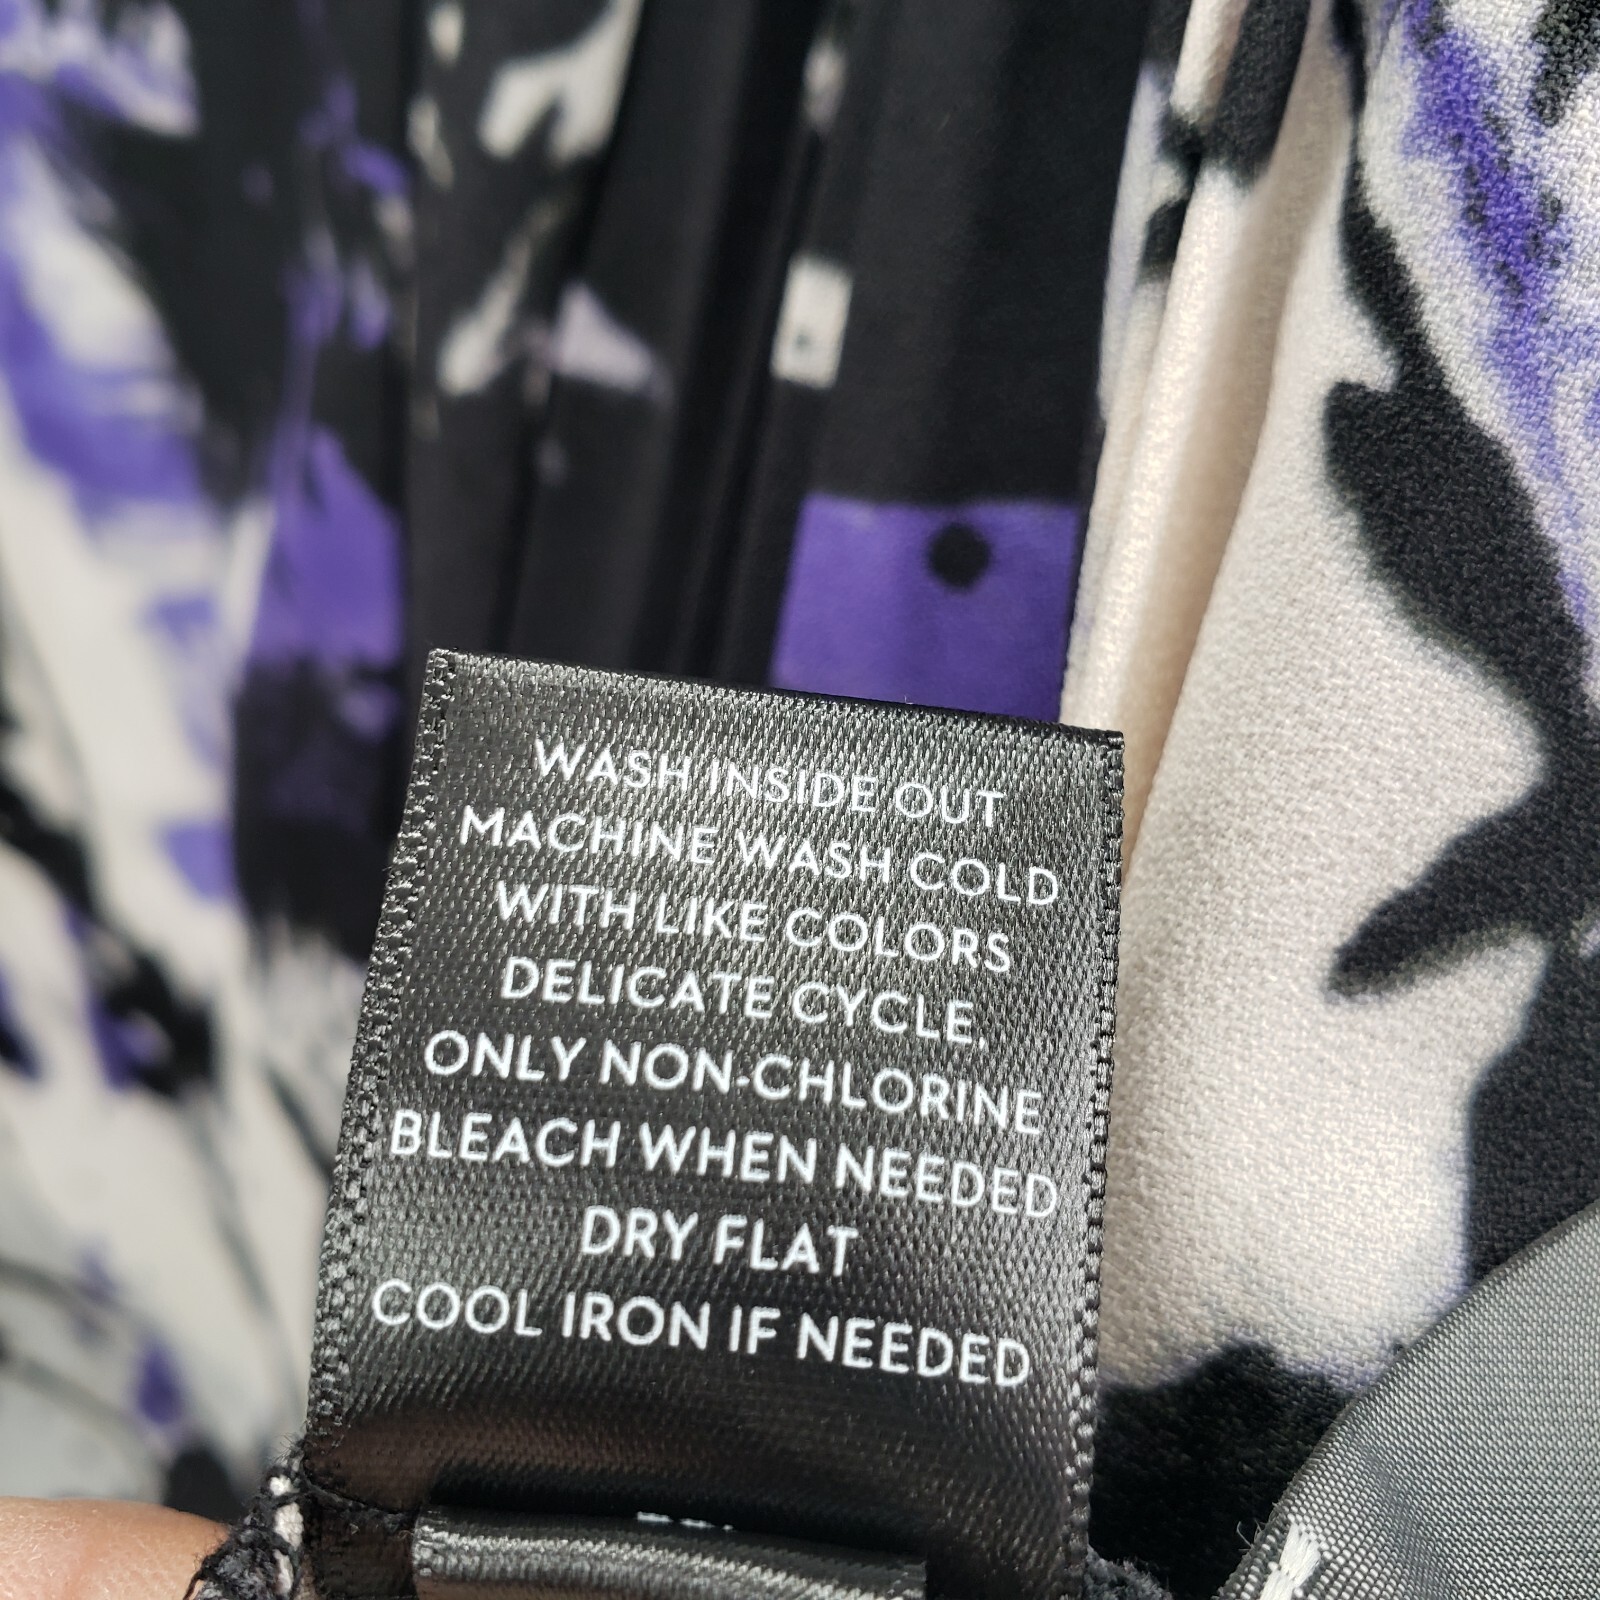 WASH INSIDE OUT
MACHINE WASH COLD
WITH LIKE COLORS
DELICATE CYCLE.
ONLY NON-CHLORINE
BLEACH WHEN NEEDED
DRY FLAT
COOL IRON IF NEEDED